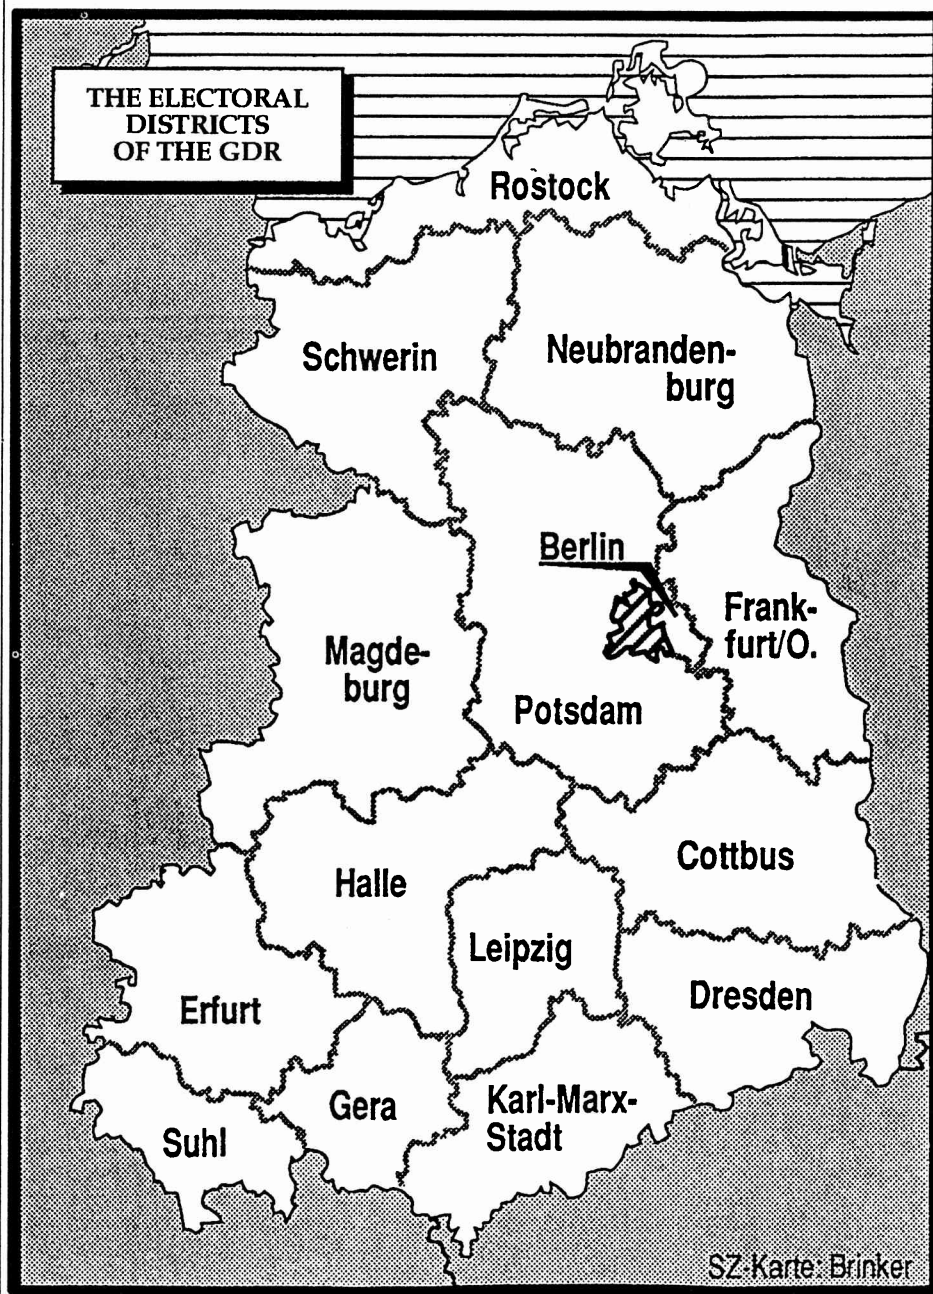 THE ELECTORAL
DISTRICTS
OF THE GDR
Rostock
Schwerin
Neubranden-
burg
Berlin
Frank-
furt/O.
Magde-
burg
Potsdam
Cottbus
Halle
Leipzig
Dresden
Erfurt
Gera
Karl-Marx-
Stadt
Suhl
SZ-Karte: Brinker